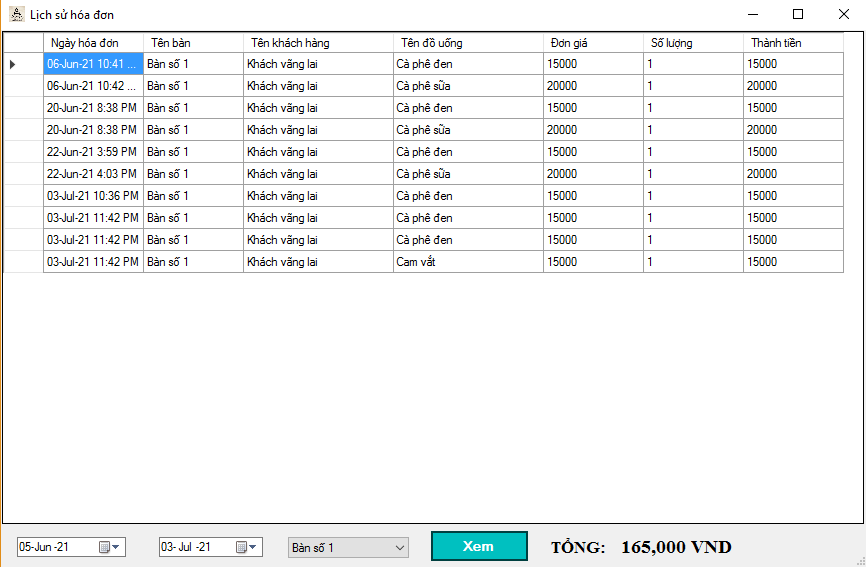 Lịch sử hóa đơn
Ngày hóa đơn Tên bàn Tên khách hàng Tên đồ uống Đơn giá Số lượng Thành tiền
06-Jun-21 10:41 ... Bàn số 1 Khách vãng lai Cà phê đen 15000 1 15000
06-Jun-21 10:42 ... Bàn số 1 Khách vãng lai Cà phê sữa 20000 1 20000
20-Jun-21 8:38 PM Bàn số 1 Khách vãng lai Cà phê đen 15000 1 15000
20-Jun-21 8:38 PM Bàn số 1 Khách vãng lai Cà phê sữa 20000 1 20000
22-Jun-21 3:59 PM Bàn số 1 Khách vãng lai Cà phê đen 15000 1 15000
22-Jun-21 4:03 PM Bàn số 1 Khách vãng lai Cà phê sữa 20000 1 20000
03-Jul-21 10:36 PM Bàn số 1 Khách vãng lai Cà phê đen 15000 1 15000
03-Jul-21 11:42 PM Bàn số 1 Khách vãng lai Cà phê đen 15000 1 15000
03-Jul-21 11:42 PM Bàn số 1 Khách vãng lai Cà phê đen 15000 1 15000
03-Jul-21 11:42 PM Bàn số 1 Khách vãng lai Cam vắt 15000 1 15000
05-Jun -21 03- Jul -21 Bàn số 1 Xem TỔNG: 165,000 VND